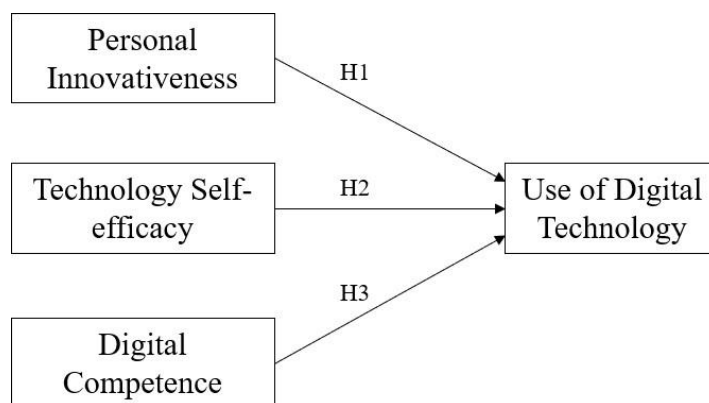 Personal
Innovativeness
H1
Technology Self-
efficacy
H2
Use of Digital
Technology
H3
Digital
Competence